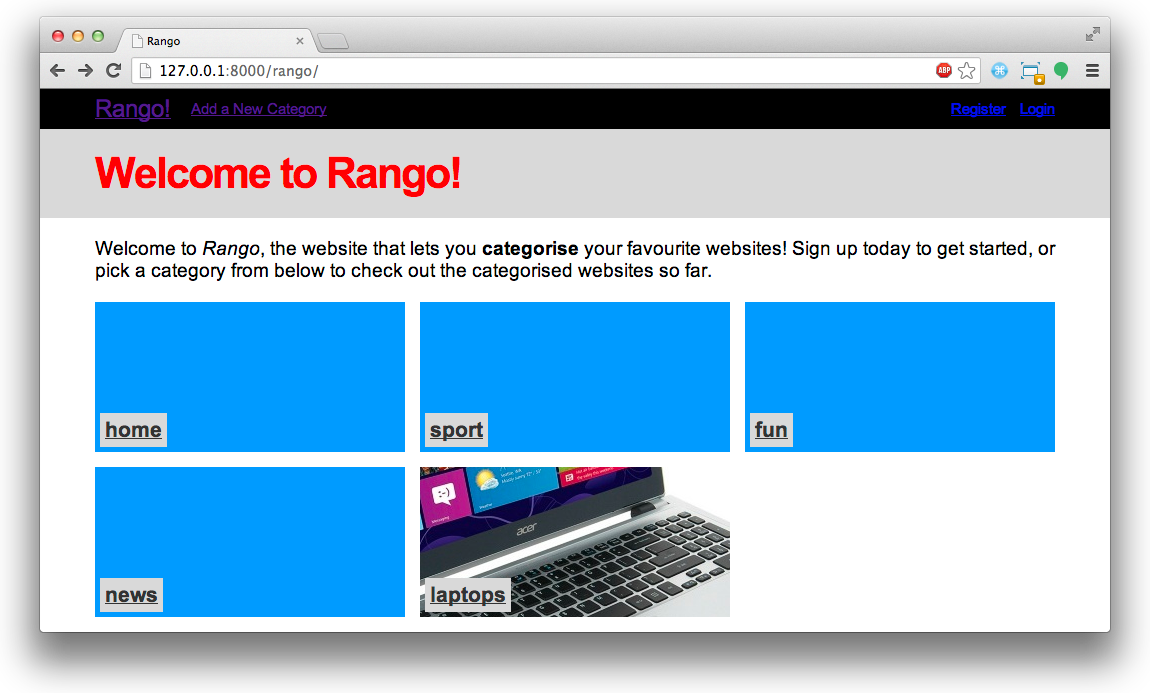 Rango
127.0.0.1:8000/rango/
ABP
Rango! Add a New Category Register Login
Welcome to Rango!
Welcome to Rango, the website that lets you categorise your favourite websites! Sign up today to get started, or
pick a category from below to check out the categorised websites so far.
home sport fun
acer
news laptops